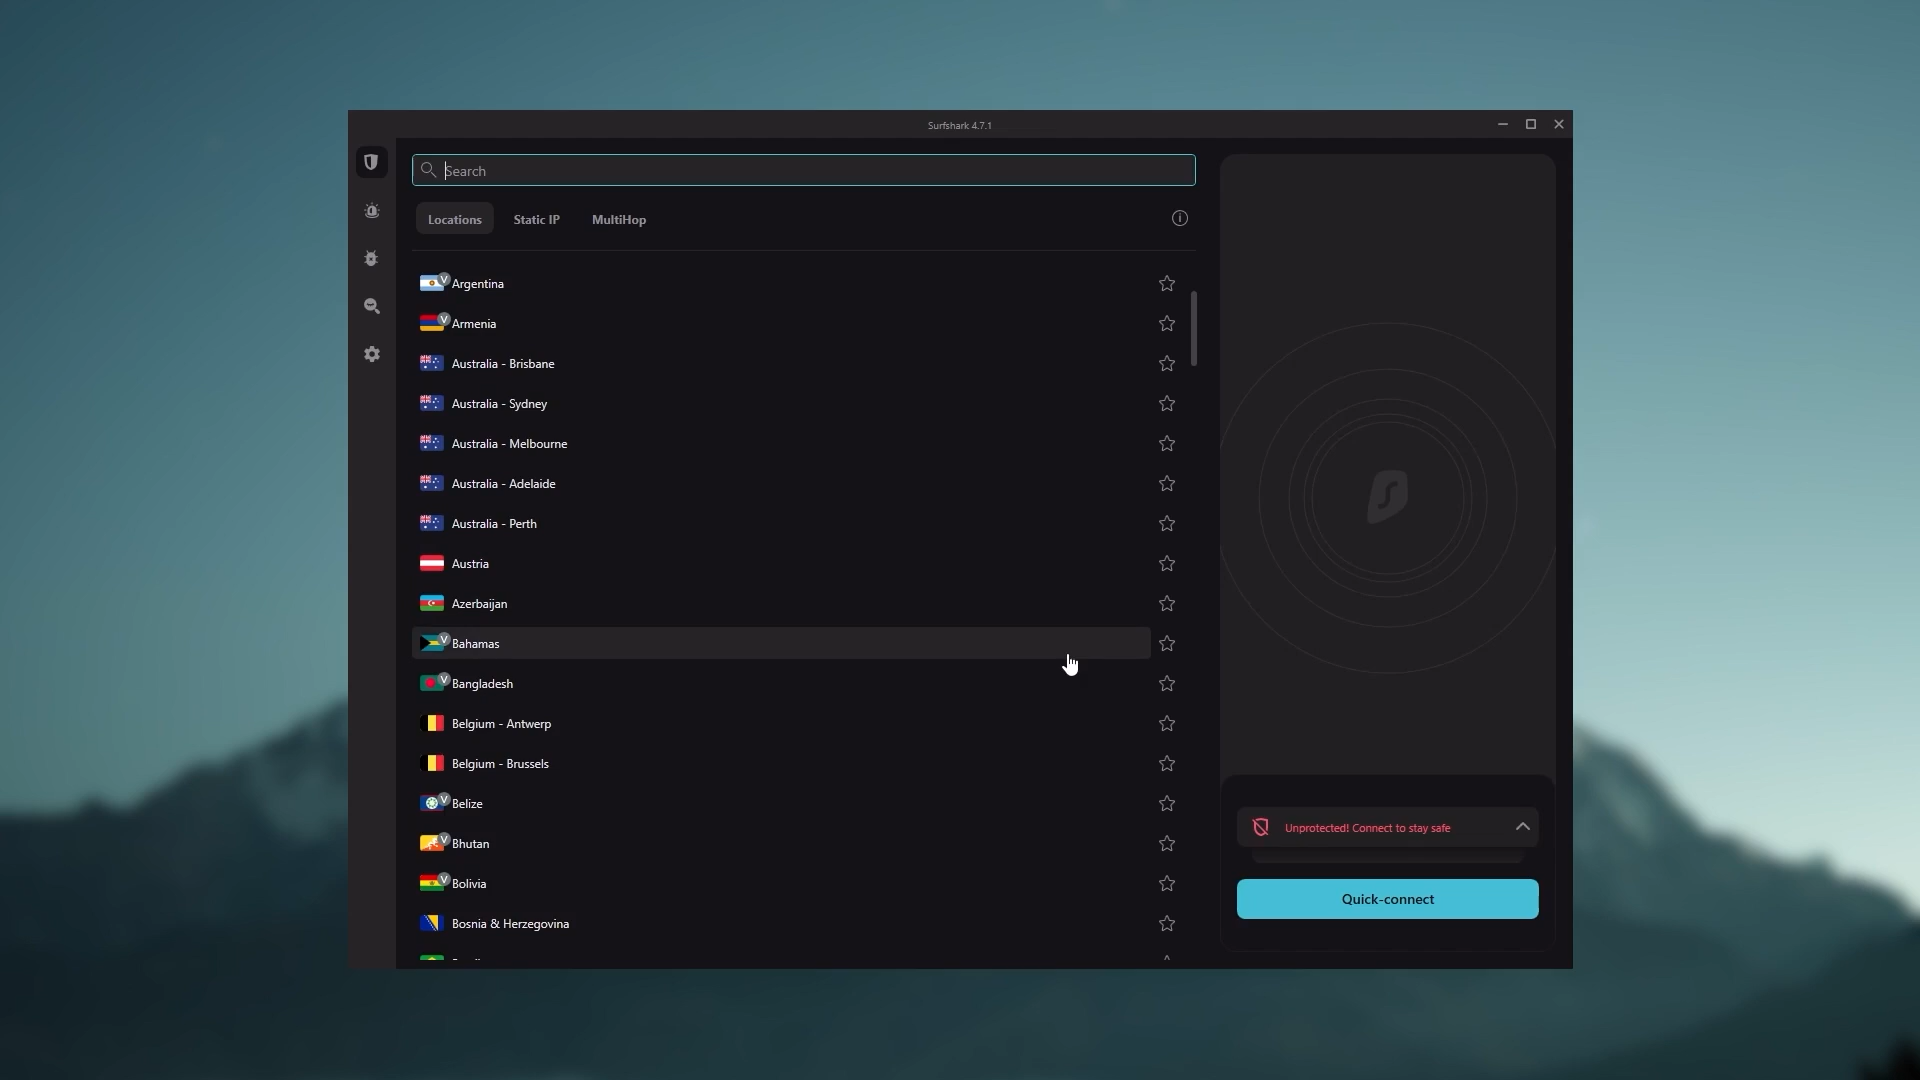 Surfshark 4.7.1
Search
Locations
Static IP
MultiHop
V
Argentina
V
Armenia
Australia - Brisbane
Australia - Sydney
Australia - Melbourne
Australia - Adelaide
Australia - Perth
Austria
Azerbaijan
V
Bahamas
V
Bangladesh
Belgium - Antwerp
Belgium - Brussels
V
Belize
V
Bhutan
V
Bolivia
Bosnia & Herzegovina
Unprotected! Connect to stay safe
Quick-connect